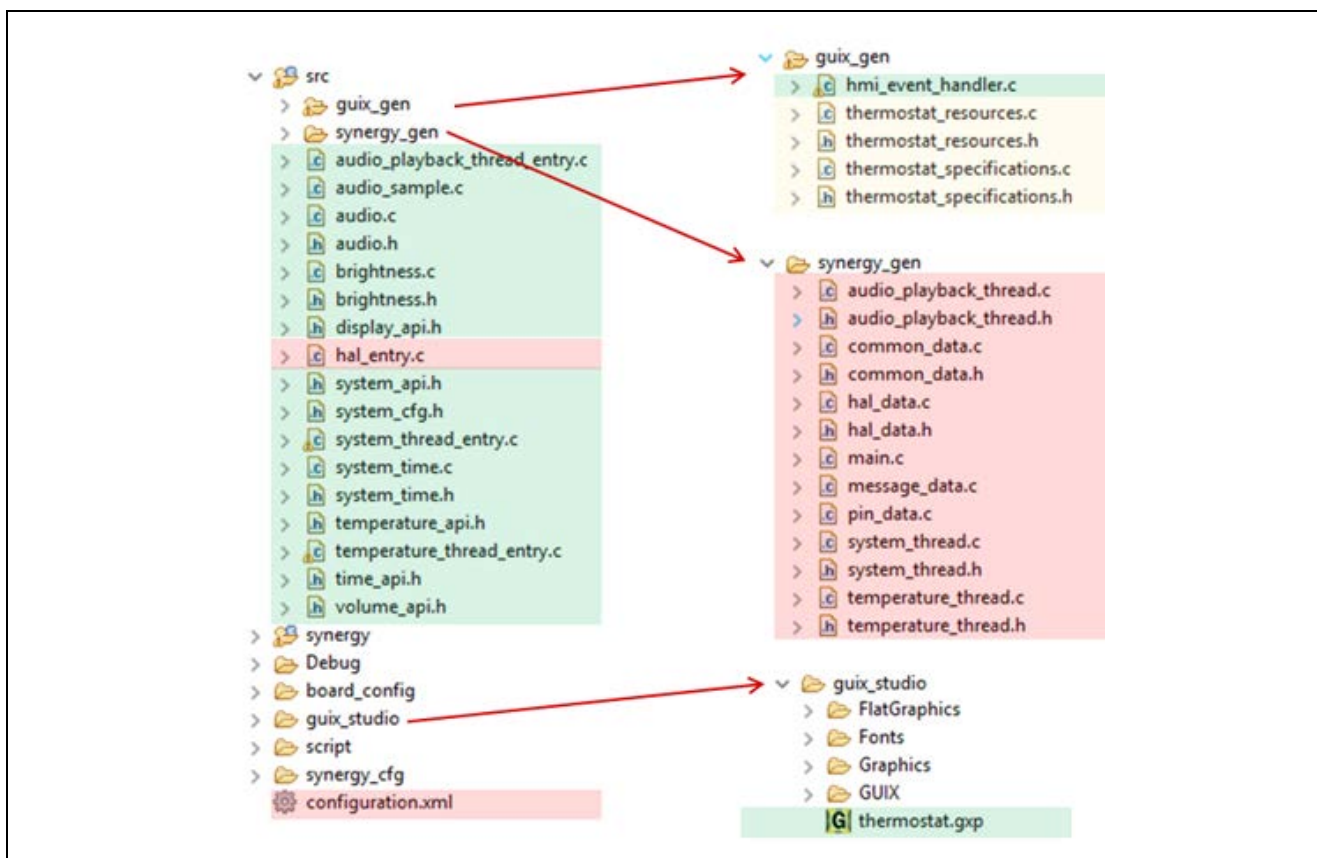 src
guix_gen
synergy_gen
audio_playback_thread_entry.c
audio_sample.c
audio.c
audio.h
brightness.c
brightness.h
display_api.h
hal_entry.c
system_api.h
system_cfg.h
system_thread_entry.c
system_time.c
system_time.h
temperature_api.h
temperature_thread_entry.c
time_api.h
volume_api.h
synergy
Debug
board_config
guix_studio
script
synergy_cfg
configuration.xml
guix_gen
hmi_event_handler.c
thermostat_resources.c
thermostat_resources.h
thermostat_specifications.c
thermostat_specifications.h
synergy_gen
audio_playback_thread.c
audio_playback_thread.h
common_data.c
common_data.h
hal_data.c
hal_data.h
main.c
message_data.c
pin_data.c
system_thread.c
system_thread.h
temperature_thread.c
temperature_thread.h
guix_studio
FlatGraphics
Fonts
Graphics
GUIX
thermostat.gxp